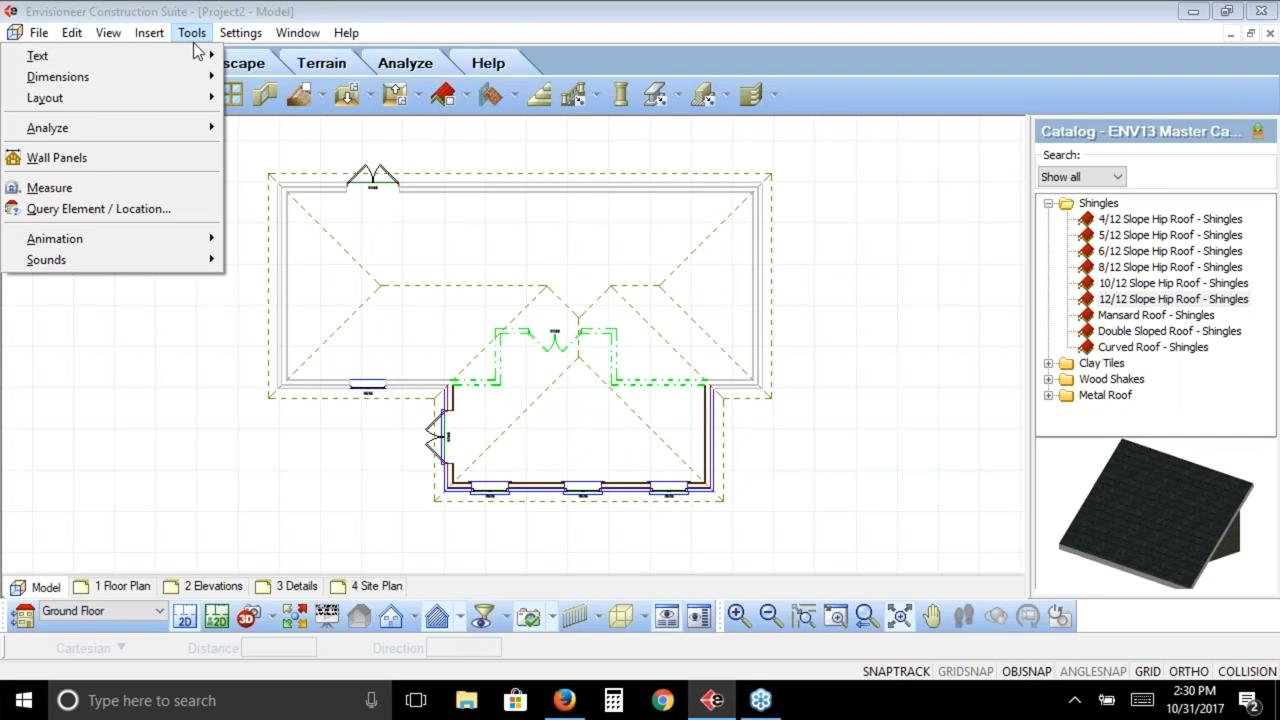 Envisioneer Construction Suite - [Project2 - Model]
File Edit View Insert Tools Settings Window Help
Text
Dimensions
Layout
Analyze
Wall Panels
Measure
Query Element / Location...
Animation
Sounds
scape Terrain Analyze Help
Catalog - ENV13 Master Ca...
Search:
Show all
Shingles
4/12 Slope Hip Roof - Shingles
5/12 Slope Hip Roof - Shingles
6/12 Slope Hip Roof - Shingles
8/12 Slope Hip Roof - Shingles
10/12 Slope Hip Roof - Shingles
12/12 Slope Hip Roof - Shingles
Mansard Roof - Shingles
Double Sloped Roof - Shingles
Curved Roof - Shingles
Clay Tiles
Wood Shakes
Metal Roof
Model 1 Floor Plan 2 Elevations 3 Details 4 Site Plan
Ground Floor 2D 2D 3D
Cartesian Distance Direction
SNAPTRACK GRIDSNAP OBJSNAP ANGLESNAP GRID ORTHO COLLISION
Type here to search
2:30 PM
10/31/2017
2